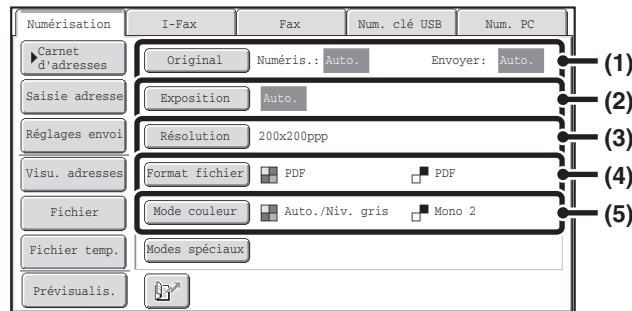 Numérisation I-Fax Fax Num. clé USB Num. PC
Carnet d'adresses
Original Numéris.: Auto. Envoyer: Auto. (1)
Saisie adresse Exposition Auto. (2)
Réglages envoi Résolution 200x200ppp (3)
Visu. adresses Format fichier PDF PDF (4)
Fichier Mode couleur Auto./Niv. gris Mono 2 (5)
Fichier temp. Modes spéciaux
Prévisualis.